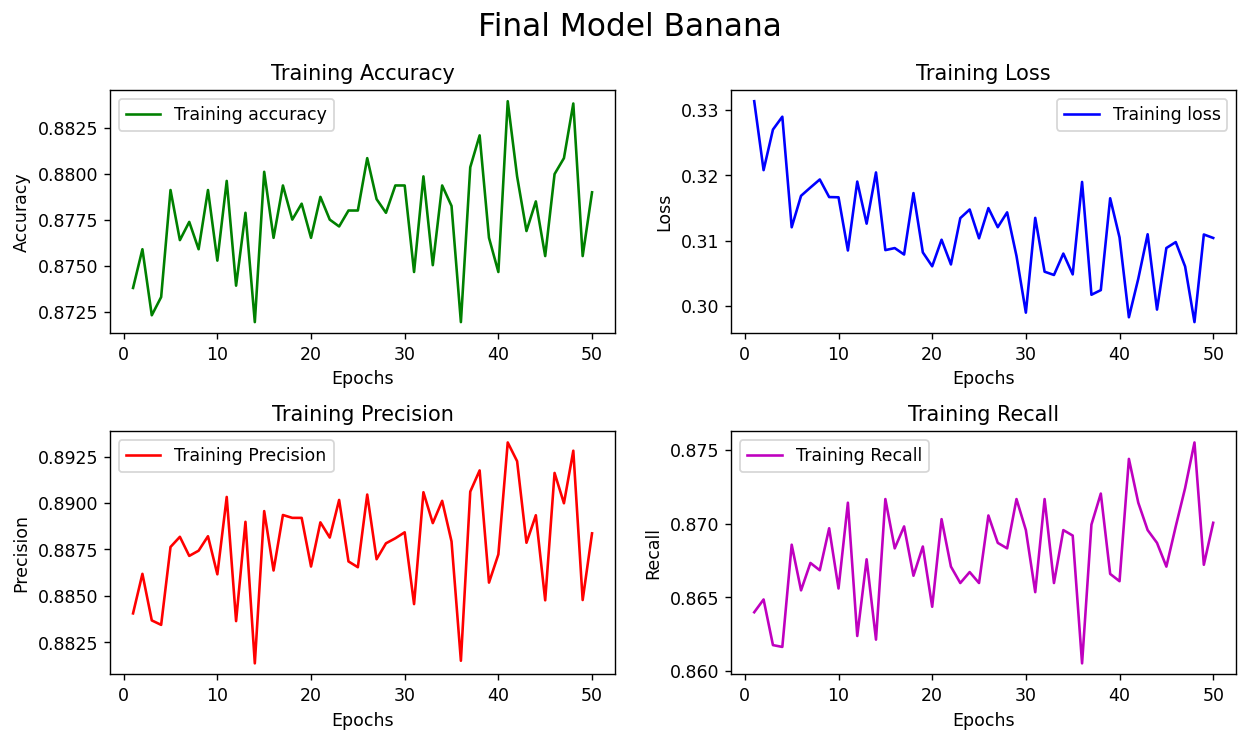 Final Model Banana
Training Accuracy
Training accuracy
Accuracy
0.8825
0.8800
0.8775
0.8750
0.8725
0 10 20 30 40 50
Epochs
Training Loss
Training loss
Loss
0.33
0.32
0.31
0.30
0 10 20 30 40 50
Epochs
Training Precision
Training Precision
Precision
0.8925
0.8900
0.8875
0.8850
0.8825
0 10 20 30 40 50
Epochs
Training Recall
Training Recall
Recall
0.875
0.870
0.865
0.860
0 10 20 30 40 50
Epochs